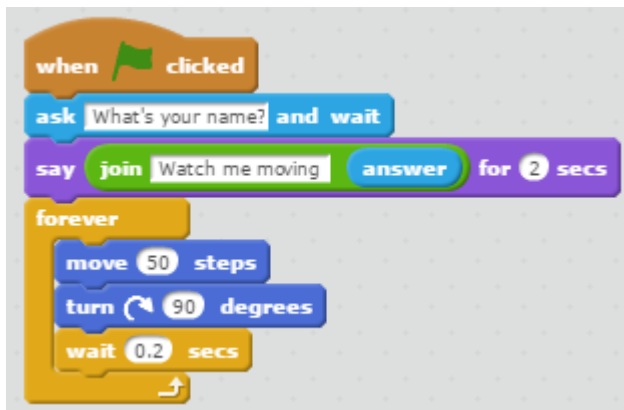 when clicked
ask What's your name? and wait
say join Watch me moving answer for 2 secs
forever
move 50 steps
turn 90 degrees
wait 0.2 secs